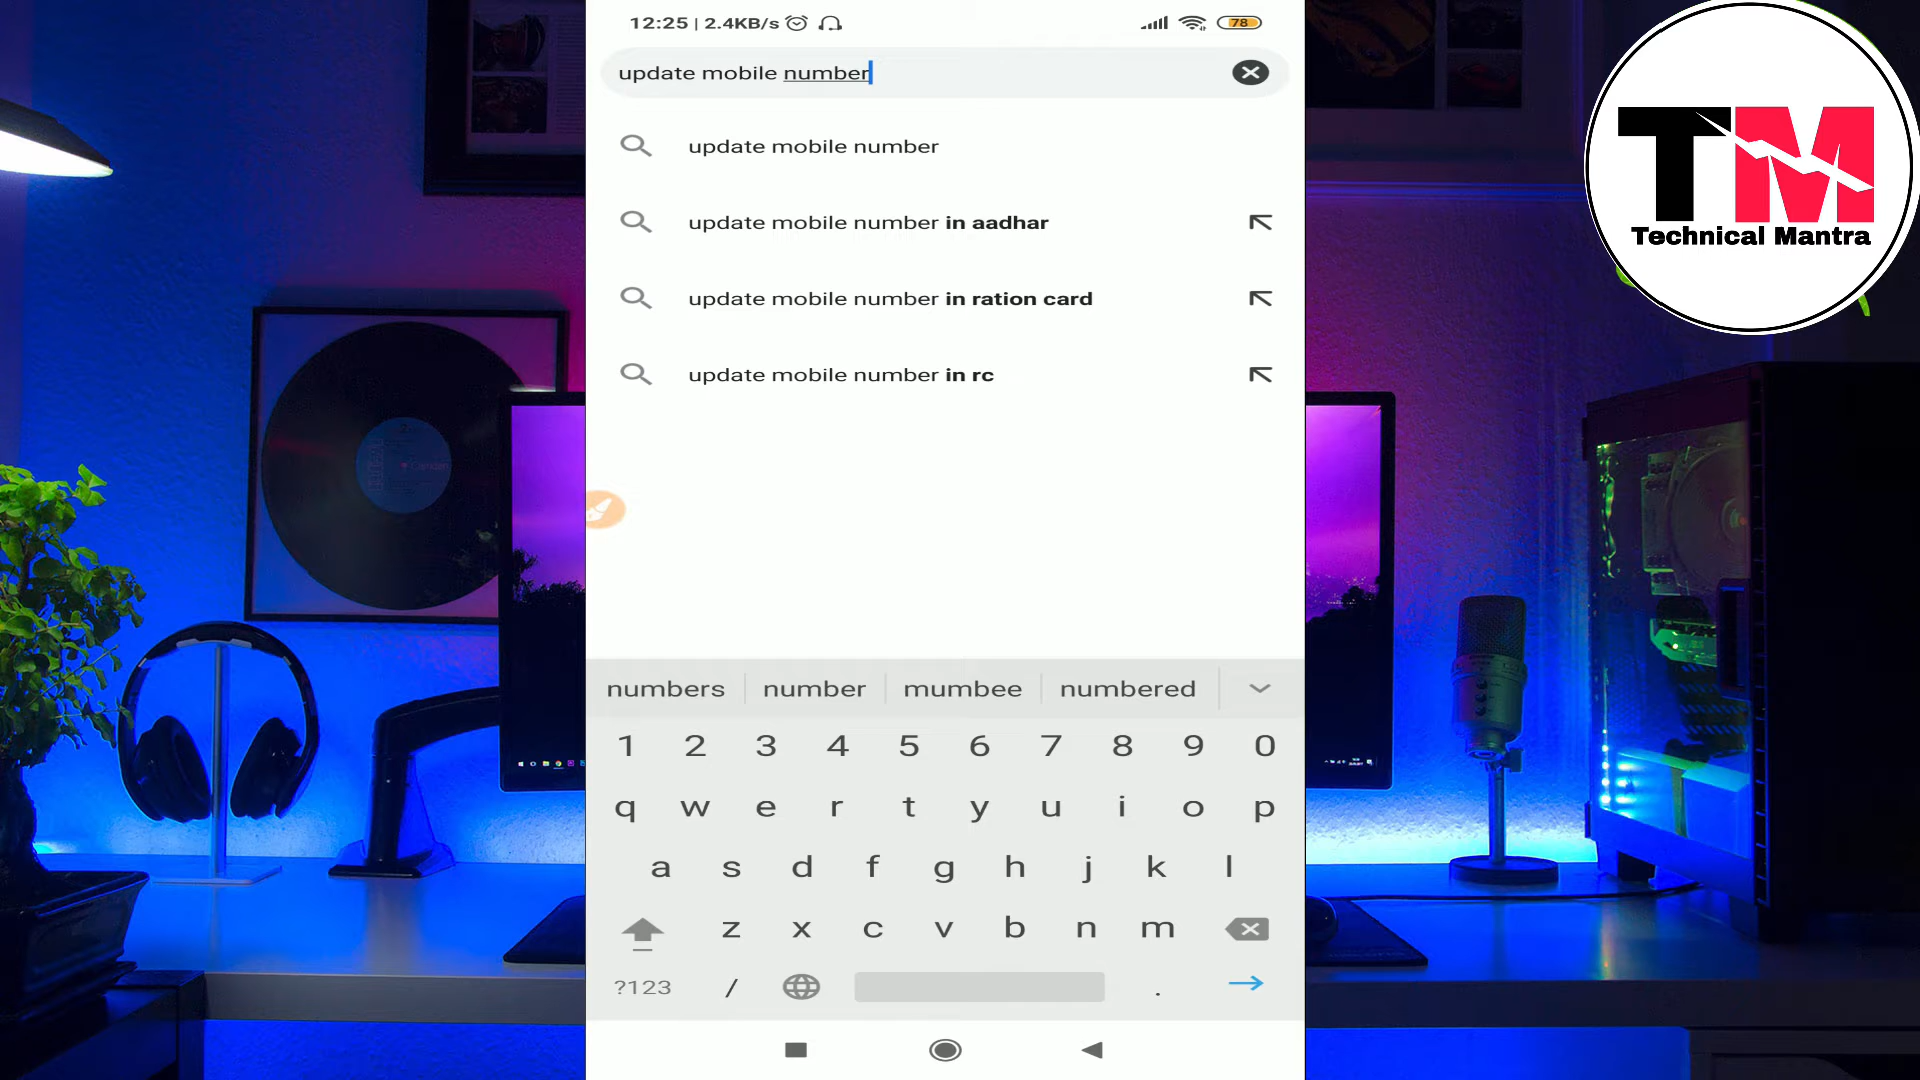 12:25 | 2.4KB/s
78
update mobile number
update mobile number
update mobile number in aadhar
update mobile number in ration card
update mobile number in rc
numbers number mumbee numbered
1 2 3 4 5 6 7 8 9 0
q w e r t y u i o p
a s d f g h j k l
z x c v b n m
?123 / .
TM
Technical Mantra